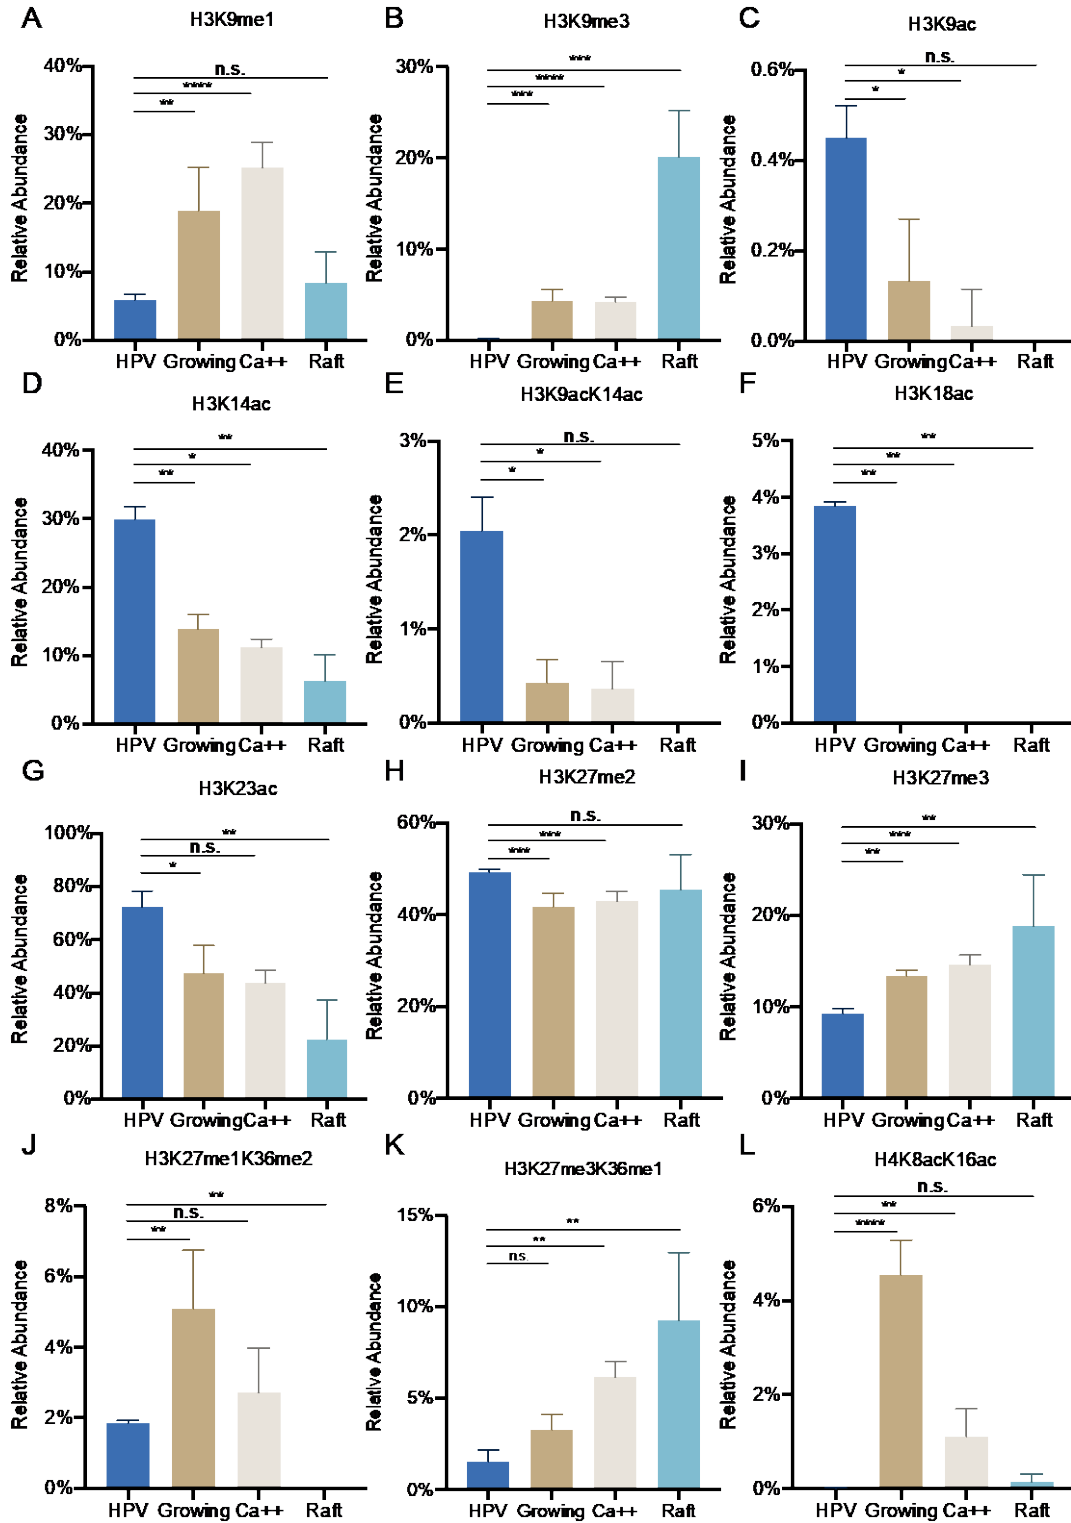 A
H3K9me1
Relative Abundance
40%
30%
20%
10%
0%
n.s.
****
**
HPV Growing Ca++ Raft
B
H3K9me3
Relative Abundance
30%
20%
10%
0%
***
****
***
HPV Growing Ca++ Raft
C
H3K9ac
Relative Abundance
0.6%
0.4%
0.2%
0.0%
n.s.
*
*
HPV Growing Ca++ Raft
D
H3K14ac
Relative Abundance
40%
30%
20%
10%
0%
**
*
**
HPV Growing Ca++ Raft
E
H3K9acK14ac
Relative Abundance
3%
2%
1%
0%
n.s.
*
*
HPV Growing Ca++ Raft
F
H3K18ac
Relative Abundance
5%
4%
3%
2%
1%
0%
**
**
**
HPV Growing Ca++ Raft
G
H3K23ac
Relative Abundance
100%
80%
60%
40%
20%
0%
**
n.s.
*
HPV Growing Ca++ Raft
H
H3K27me2
Relative Abundance
60%
40%
20%
0%
n.s.
***
***
HPV Growing Ca++ Raft
I
H3K27me3
Relative Abundance
30%
20%
10%
0%
**
***
**
HPV Growing Ca++ Raft
J
H3K27me1K36me2
Relative Abundance
8%
6%
4%
2%
0%
**
n.s.
**
HPV Growing Ca++ Raft
K
H3K27me3K36me1
Relative Abundance
15%
10%
5%
0%
**
**
n.s.
HPV Growing Ca++ Raft
L
H4K8acK16ac
Relative Abundance
6%
4%
2%
0%
n.s.
**
****
HPV Growing Ca++ Raft